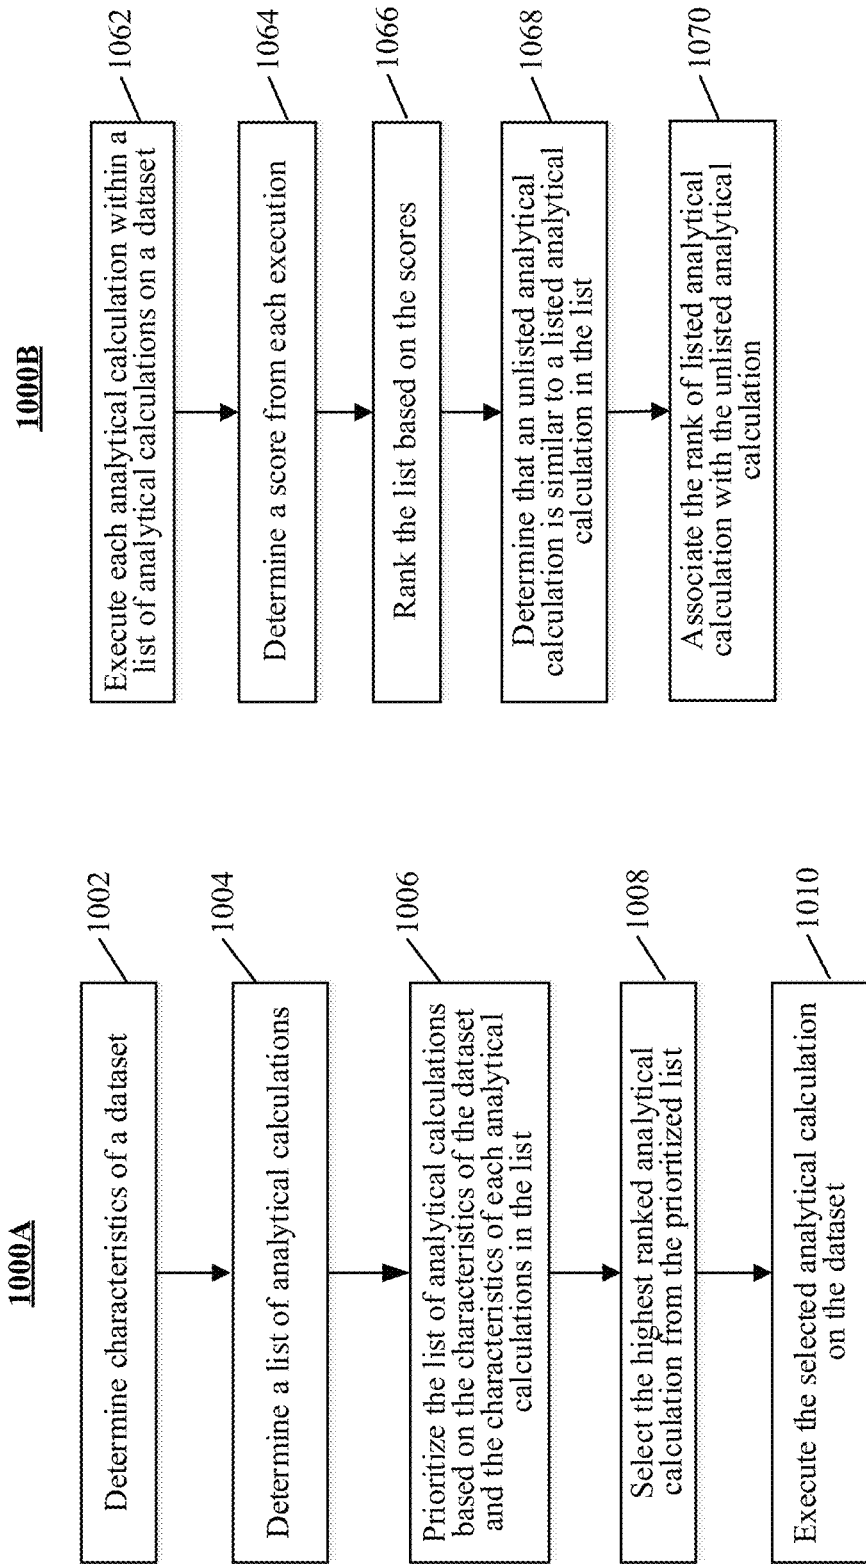 1000A
Determine characteristics of a dataset
1002
Determine a list of analytical calculations
1004
Prioritize the list of analytical calculations
based on the characteristics of the dataset
and the characteristics of each analytical
calculations in the list
1006
Select the highest ranked analytical
calculation from the prioritized list
1008
Execute the selected analytical calculation
on the dataset
1010
1000B
Execute each analytical calculation within a
list of analytical calculations on a dataset
1062
Determine a score from each execution
1064
Rank the list based on the scores
1066
Determine that an unlisted analytical
calculation is similar to a listed analytical
calculation in the list
1068
Associate the rank of listed analytical
calculation with the unlisted analytical
calculation
1070